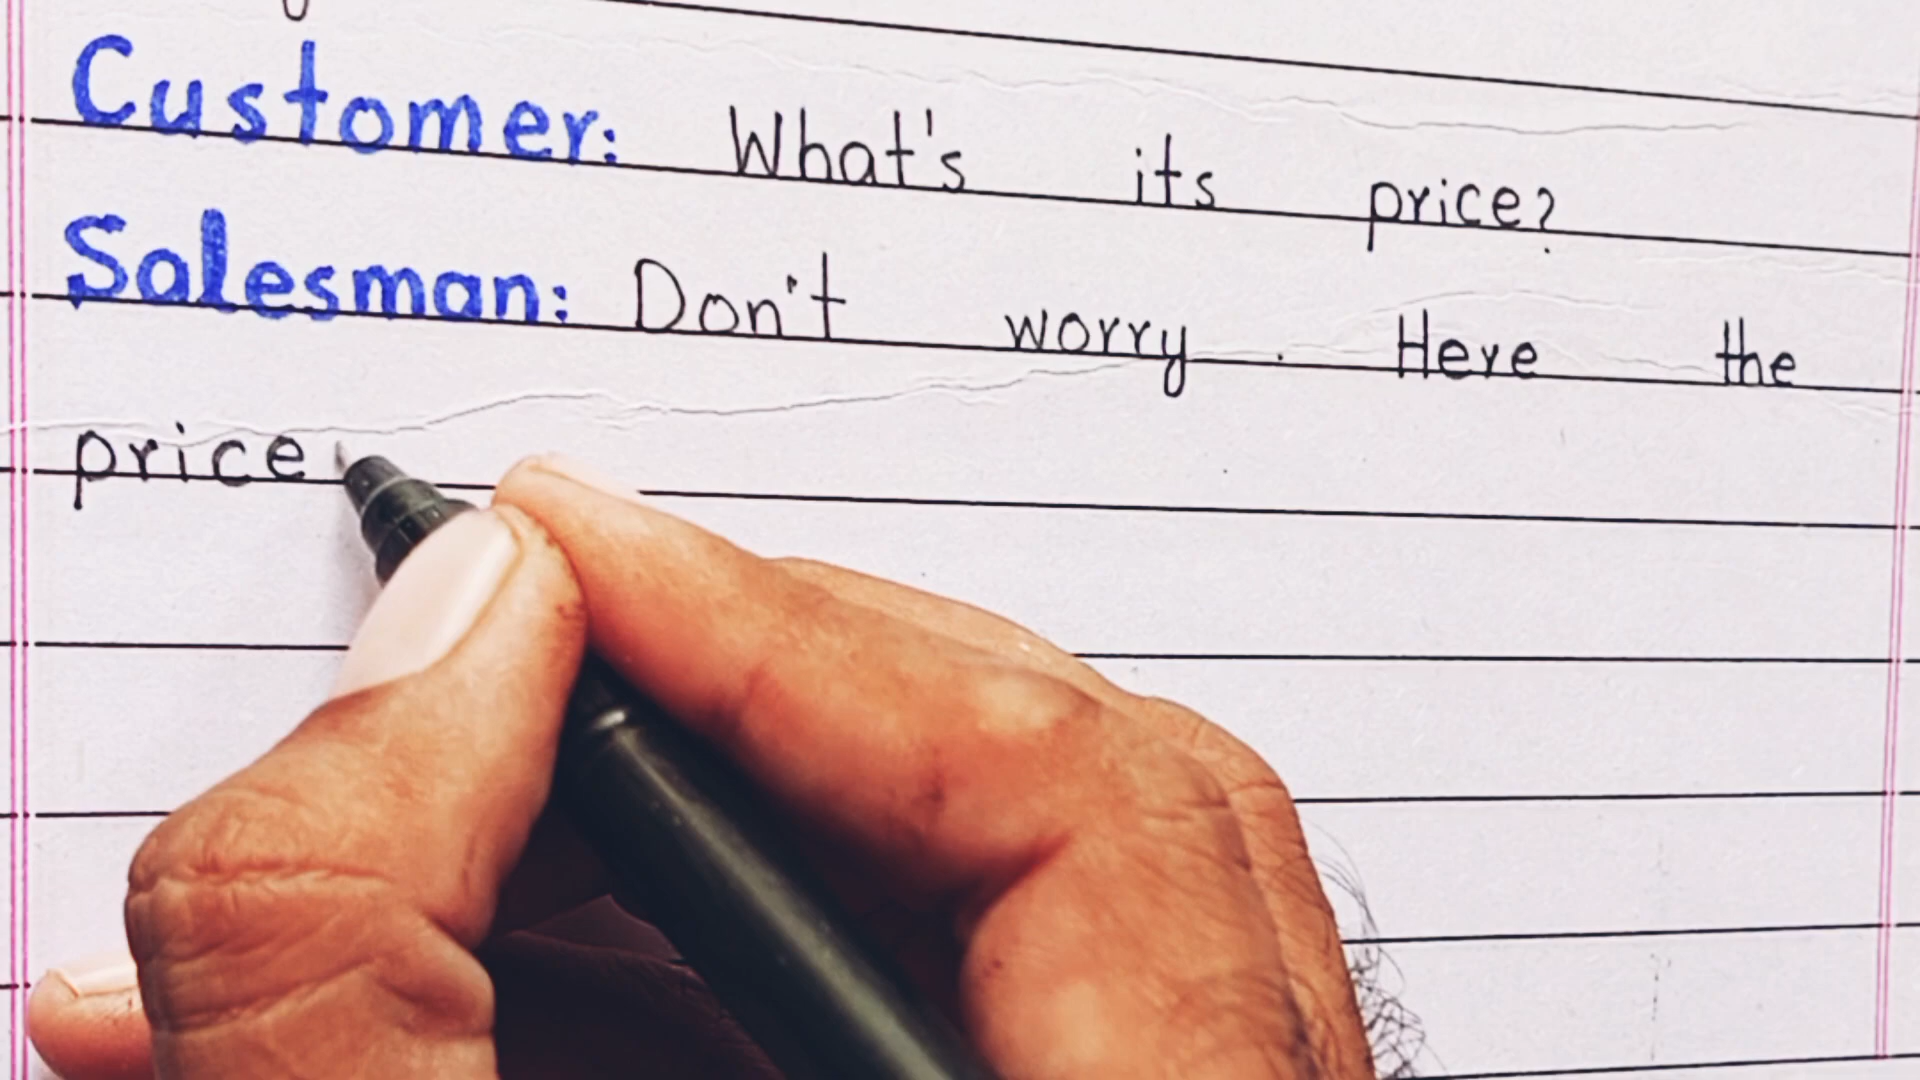 Customer: What's its price?
Salesman: Don't worry. Here the
price